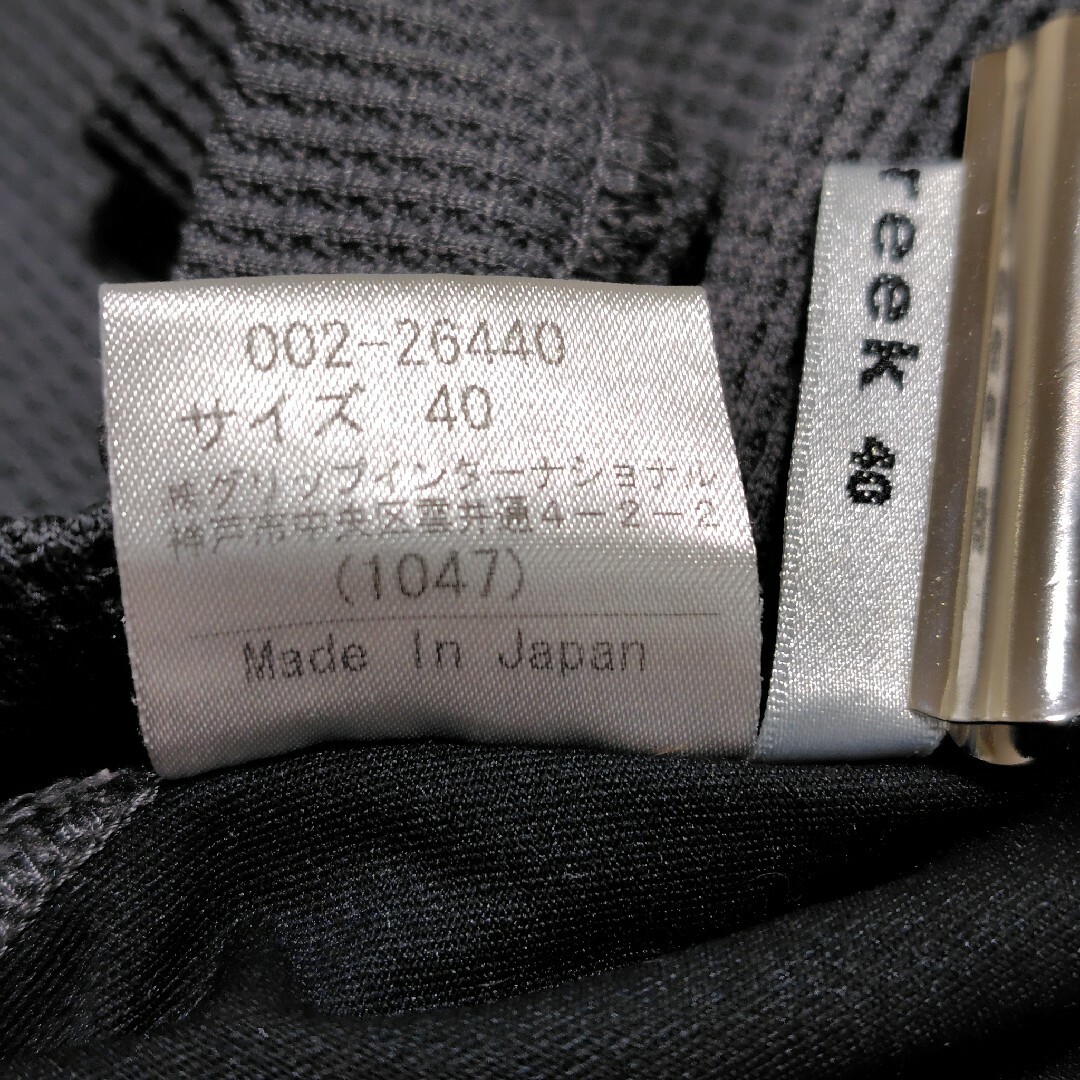 002-26440
サイズ 40
㈱グリップインターナショナル
神戸市中央区雲井通4-2-2
(1047)
Made In Japan
reek 40